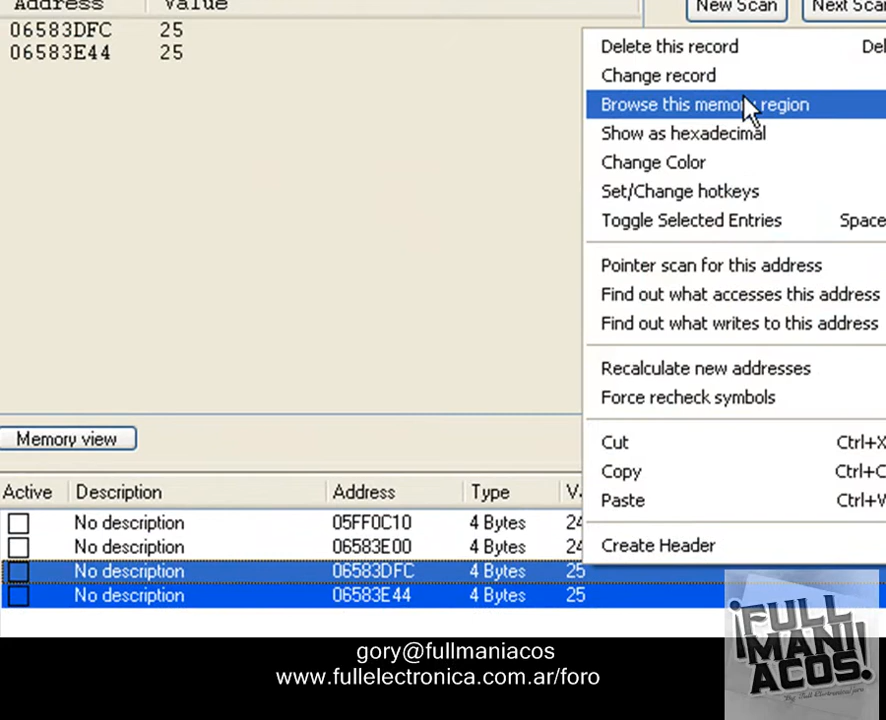 Address Value
New Scan Next Scan
06583DFC 25
06583E44 25
Delete this record Del
Change record
Browse this memory region
Show as hexadecimal
Change Color
Set/Change hotkeys
Toggle Selected Entries Space
Pointer scan for this address
Find out what accesses this address
Find out what writes to this address
Recalculate new addresses
Force recheck symbols
Cut Ctrl+X
Copy Ctrl+C
Paste Ctrl+V
Create Header
Memory view
Active Description Address Type Va
No description 05FF0C10 4 Bytes 24
No description 06583E00 4 Bytes 24
No description 06583DFC 4 Bytes 25
No description 06583E44 4 Bytes 25
¡FULL
MANI
ACOS!
gory@fullmaniacos
www.fullelectronica.com.ar/foro